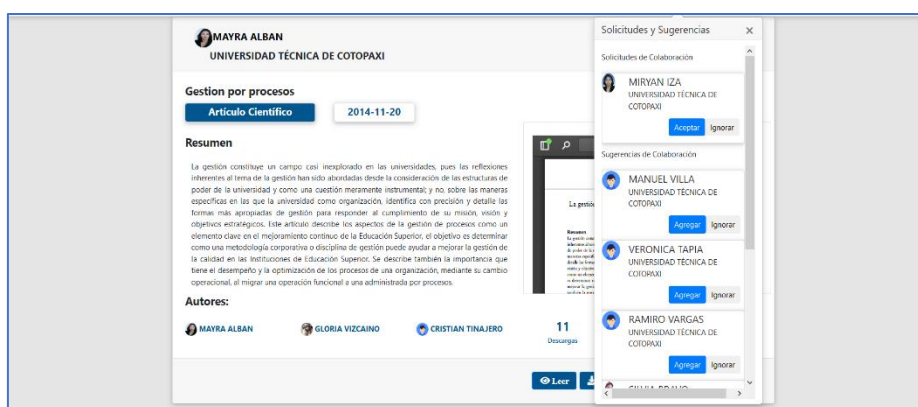 MAYRA ALBAN
UNIVERSIDAD TÉCNICA DE COTOPAXI
Gestion por procesos
Artículo Científico
2014-11-20
Resumen
La gestión constituye un campo casi inexplorado en las universidades, pues las reflexiones
inherentes al tema de la gestión han sido abordadas desde la consideración de las estructuras de
poder de la universidad y como una cuestión meramente instrumental; y no, sobre las maneras
específicas en las que la universidad como organización, identifica con precisión y detalle las
formas más apropiadas de gestión para responder al cumplimiento de su misión, visión y
objetivos estratégicos. Este artículo describe los aspectos de la gestión de procesos como un
elemento clave en el mejoramiento continuo de la Educación Superior, el objetivo es determinar
como una metodología corporativa o disciplina de gestión puede ayudar a mejorar la gestión de
la calidad en las Instituciones de Educación Superior. Se describe también la importancia que
tiene el desempeño y la optimización de los procesos de una organización, mediante su cambio
operacional, al migrar una operación funcional a una administrada por procesos.
Autores:
MAYRA ALBAN
GLORIA VIZCAINO
CRISTIAN TINAJERO
11
Descargas
Leer
La gestió
Resumen
Solicitudes y Sugerencias
Solicitudes de Colaboración
MIRYAN IZA
UNIVERSIDAD TÉCNICA DE
COTOPAXI
Aceptar Ignorar
Sugerencias de Colaboración
MANUEL VILLA
UNIVERSIDAD TÉCNICA DE
COTOPAXI
Agregar Ignorar
VERONICA TAPIA
UNIVERSIDAD TÉCNICA DE
COTOPAXI
Agregar Ignorar
RAMIRO VARGAS
UNIVERSIDAD TÉCNICA DE
COTOPAXI
Agregar Ignorar